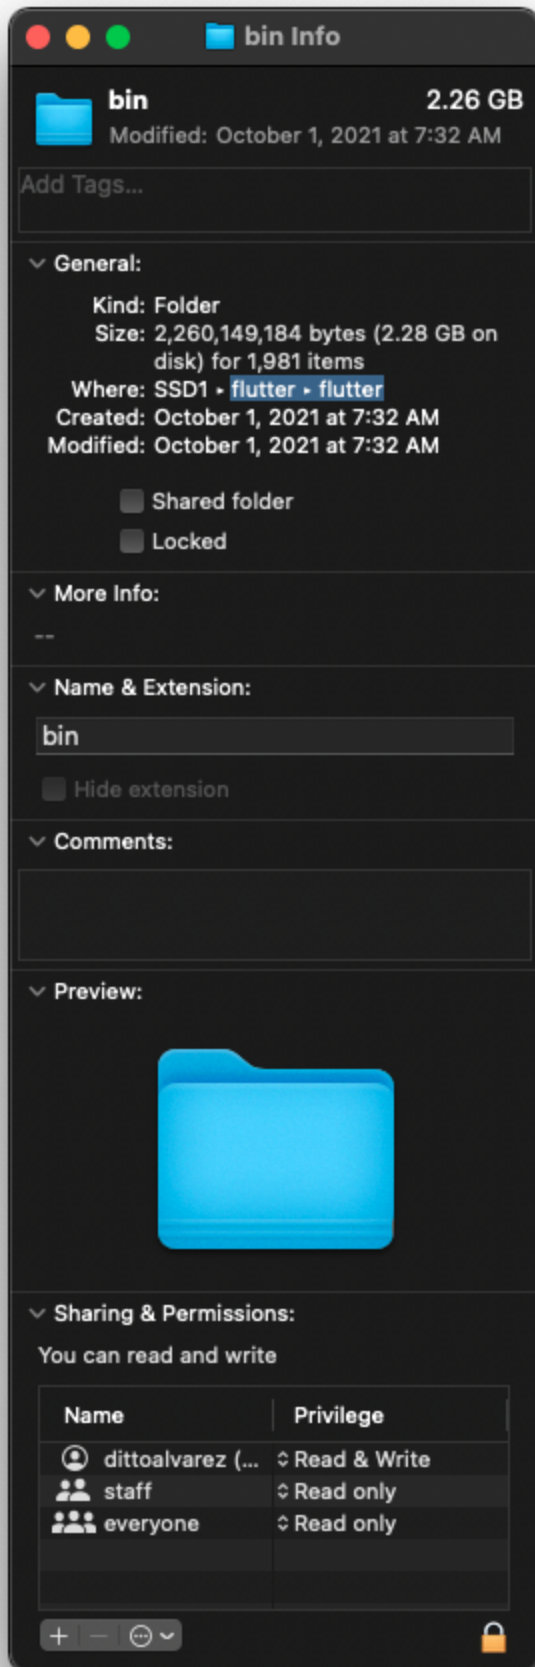 bin Info
bin 2.26 GB
Modified: October 1, 2021 at 7:32 AM
Add Tags...
General:
Kind: Folder
Size: 2,260,149,184 bytes (2.28 GB on
disk) for 1,981 items
Where: SSD1 ▸ flutter ▸ flutter
Created: October 1, 2021 at 7:32 AM
Modified: October 1, 2021 at 7:32 AM
Shared folder
Locked
More Info:
--
Name & Extension:
bin
Hide extension
Comments:
Preview:
Sharing & Permissions:
You can read and write
Name Privilege
dittoalvarez (... Read & Write
staff Read only
everyone Read only